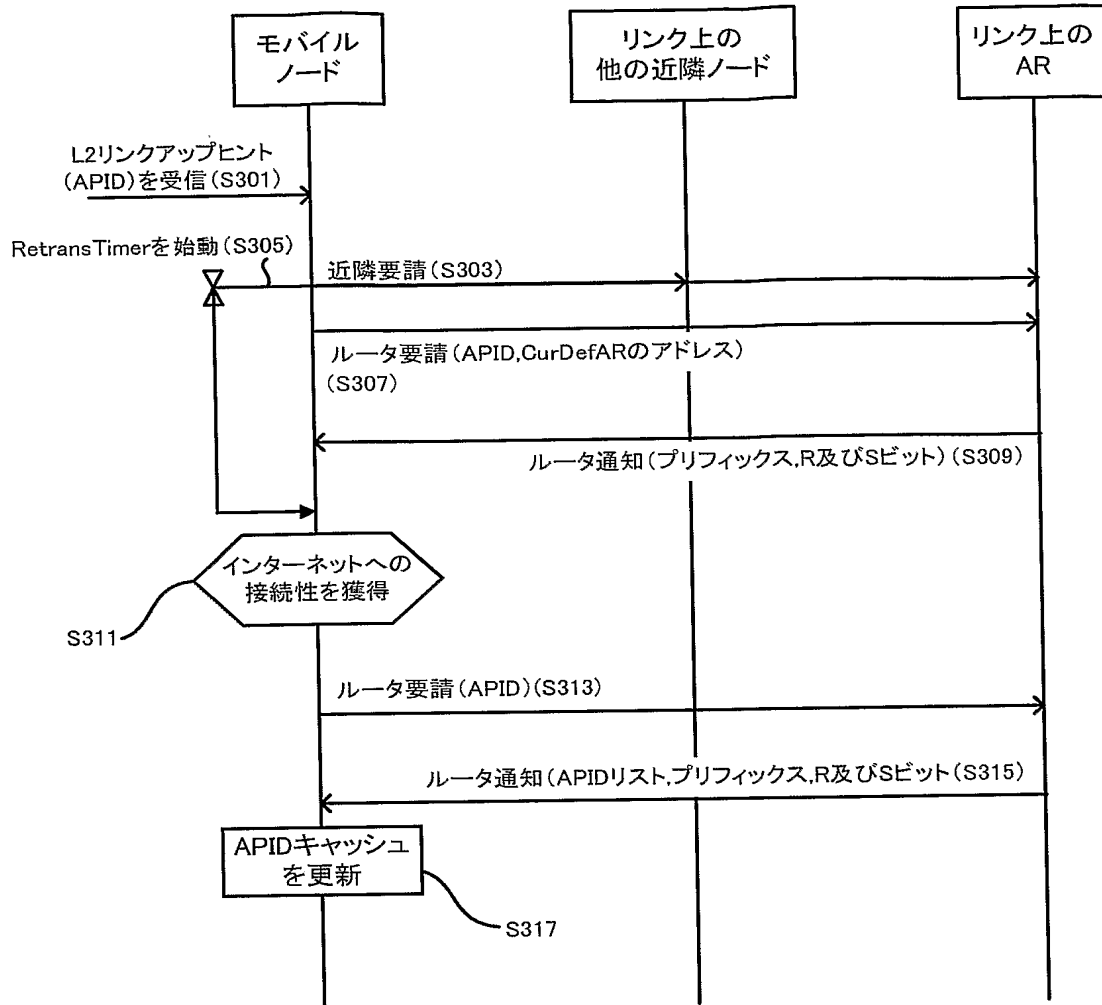 モバイル
ノード
リンク上の
他の近隣ノード
リンク上の
AR
L2リンクアップヒント
(APID)を受信(S301)
RetransTimerを始動(S305)
近隣要請(S303)
ルータ要請(APID,CurDefARのアドレス)
(S307)
ルータ通知(プリフィックス,R及びSビット)(S309)
インターネットへの
接続性を獲得
S311
ルータ要請(APID)(S313)
ルータ通知(APIDリスト,プリフィックス,R及びSビット(S315)
APIDキャッシュ
を更新
S317